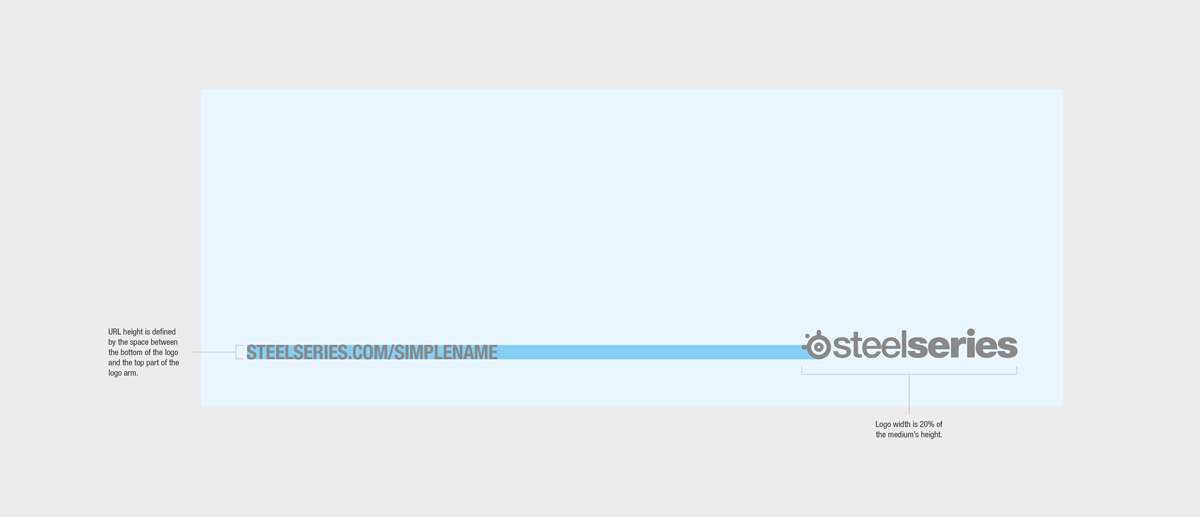 URL height is defined
by the space between
the bottom of the logo
and the top part of the
logo arm.
STEELSERIES.COM/SIMPLENAME
steelseries
Logo width is 20% of
the medium's height.